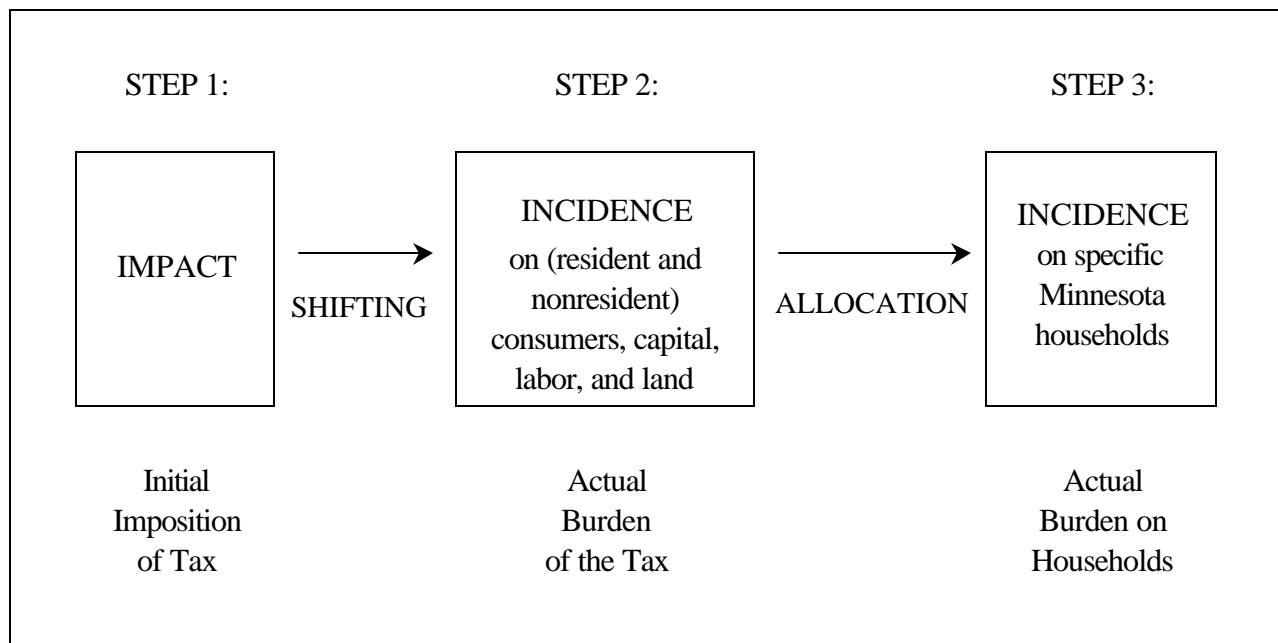 STEP 1:
STEP 2:
STEP 3:
IMPACT
SHIFTING
INCIDENCE
on (resident and
nonresident)
consumers, capital,
labor, and land
ALLOCATION
INCIDENCE
on specific
Minnesota
households
Initial
Imposition
of Tax
Actual
Burden
of the Tax
Actual
Burden on
Households